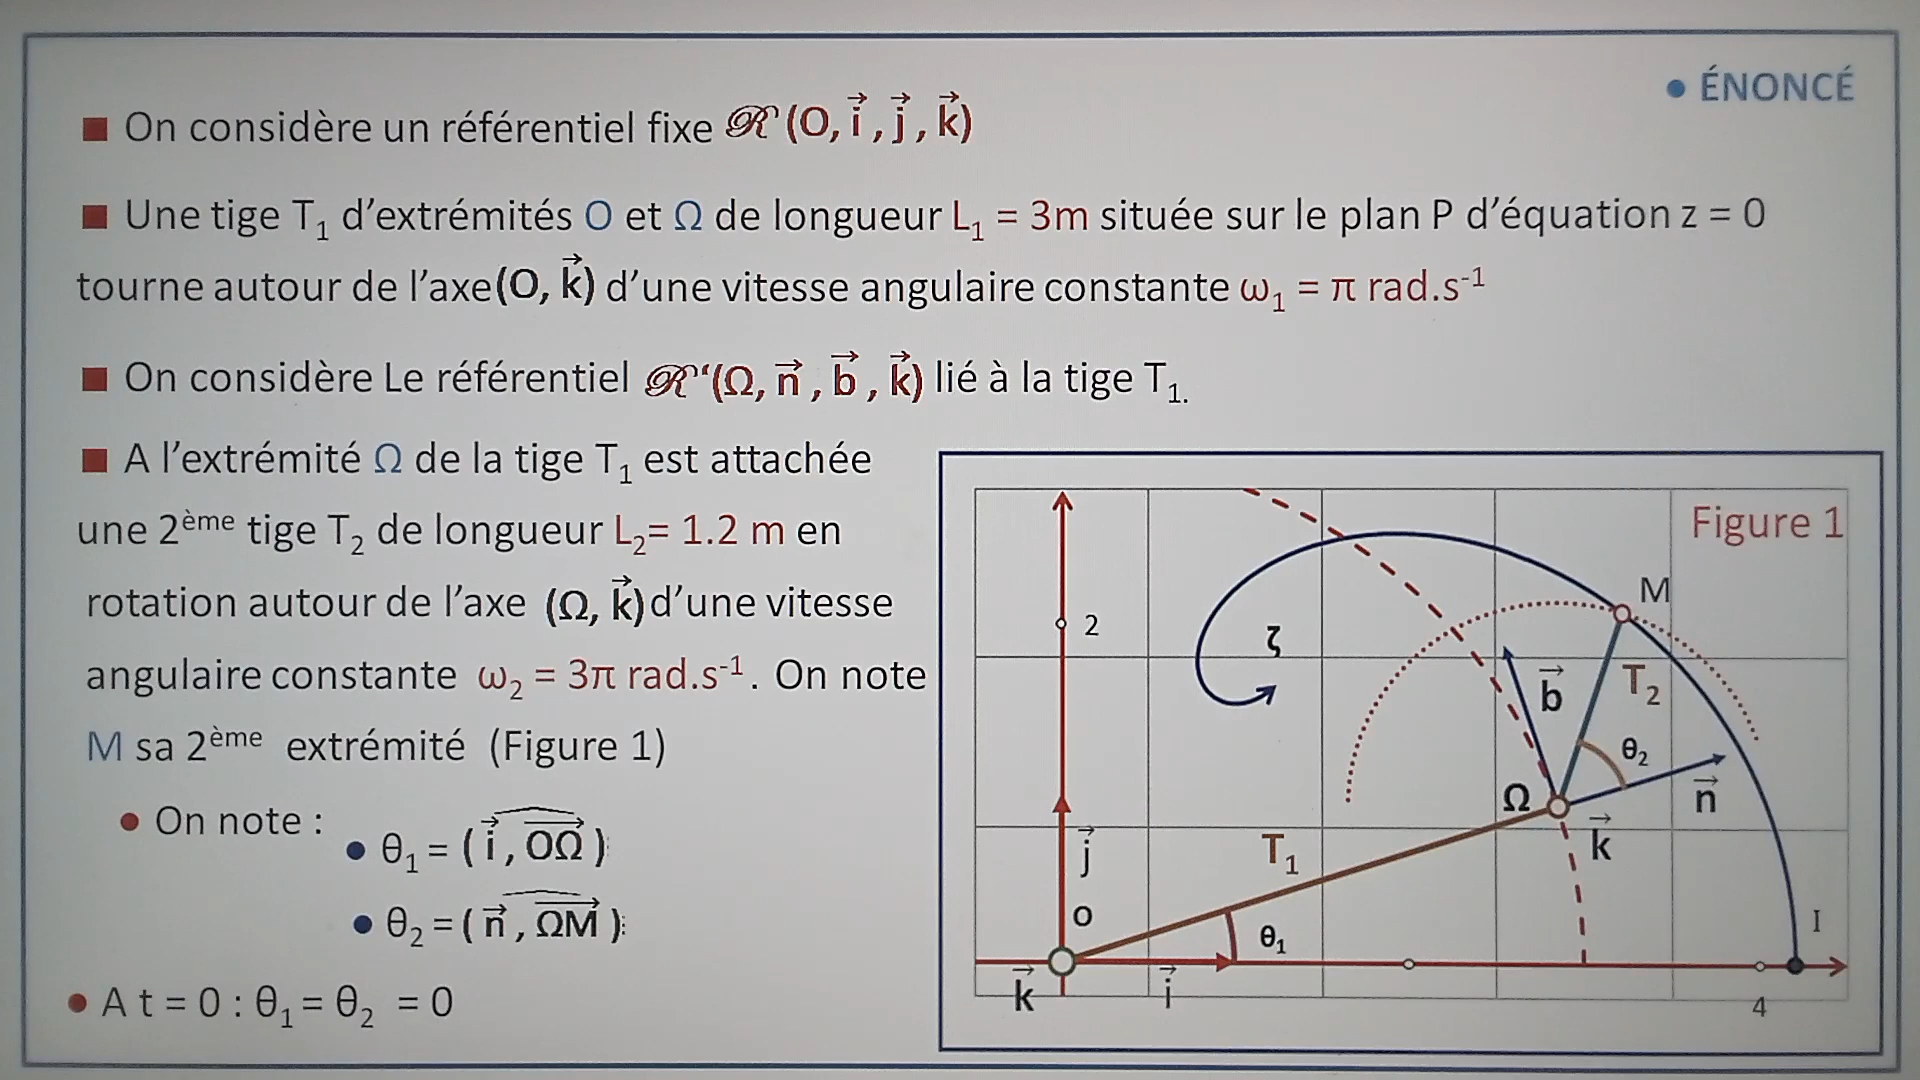 • ÉNONCÉ
■ On considère un référentiel fixe ℛ (O, i⃗, j⃗, k⃗)
■ Une tige T₁ d'extrémités O et Ω de longueur L₁ = 3m située sur le plan P d'équation z = 0
tourne autour de l'axe (O, k⃗) d'une vitesse angulaire constante ω₁ = π rad.s⁻¹
■ On considère Le référentiel ℛ'(Ω, n⃗, b⃗, k⃗) lié à la tige T₁.
■ A l'extrémité Ω de la tige T₁ est attachée
une 2ème tige T₂ de longueur L₂= 1.2 m en
rotation autour de l'axe (Ω, k⃗) d'une vitesse
angulaire constante ω₂ = 3π rad.s⁻¹. On note
M sa 2ème extrémité (Figure 1)
• On note :
• θ₁ = (i⃗, OΩ⃗)
• θ₂ = (n⃗, ΩM⃗)
• A t = 0 : θ₁ = θ₂ = 0
Figure 1
M
2
ζ
b⃗
T₂
θ₂
Ω
n⃗
k⃗
j⃗
T₁
O
θ₁
I
k⃗
i⃗
4